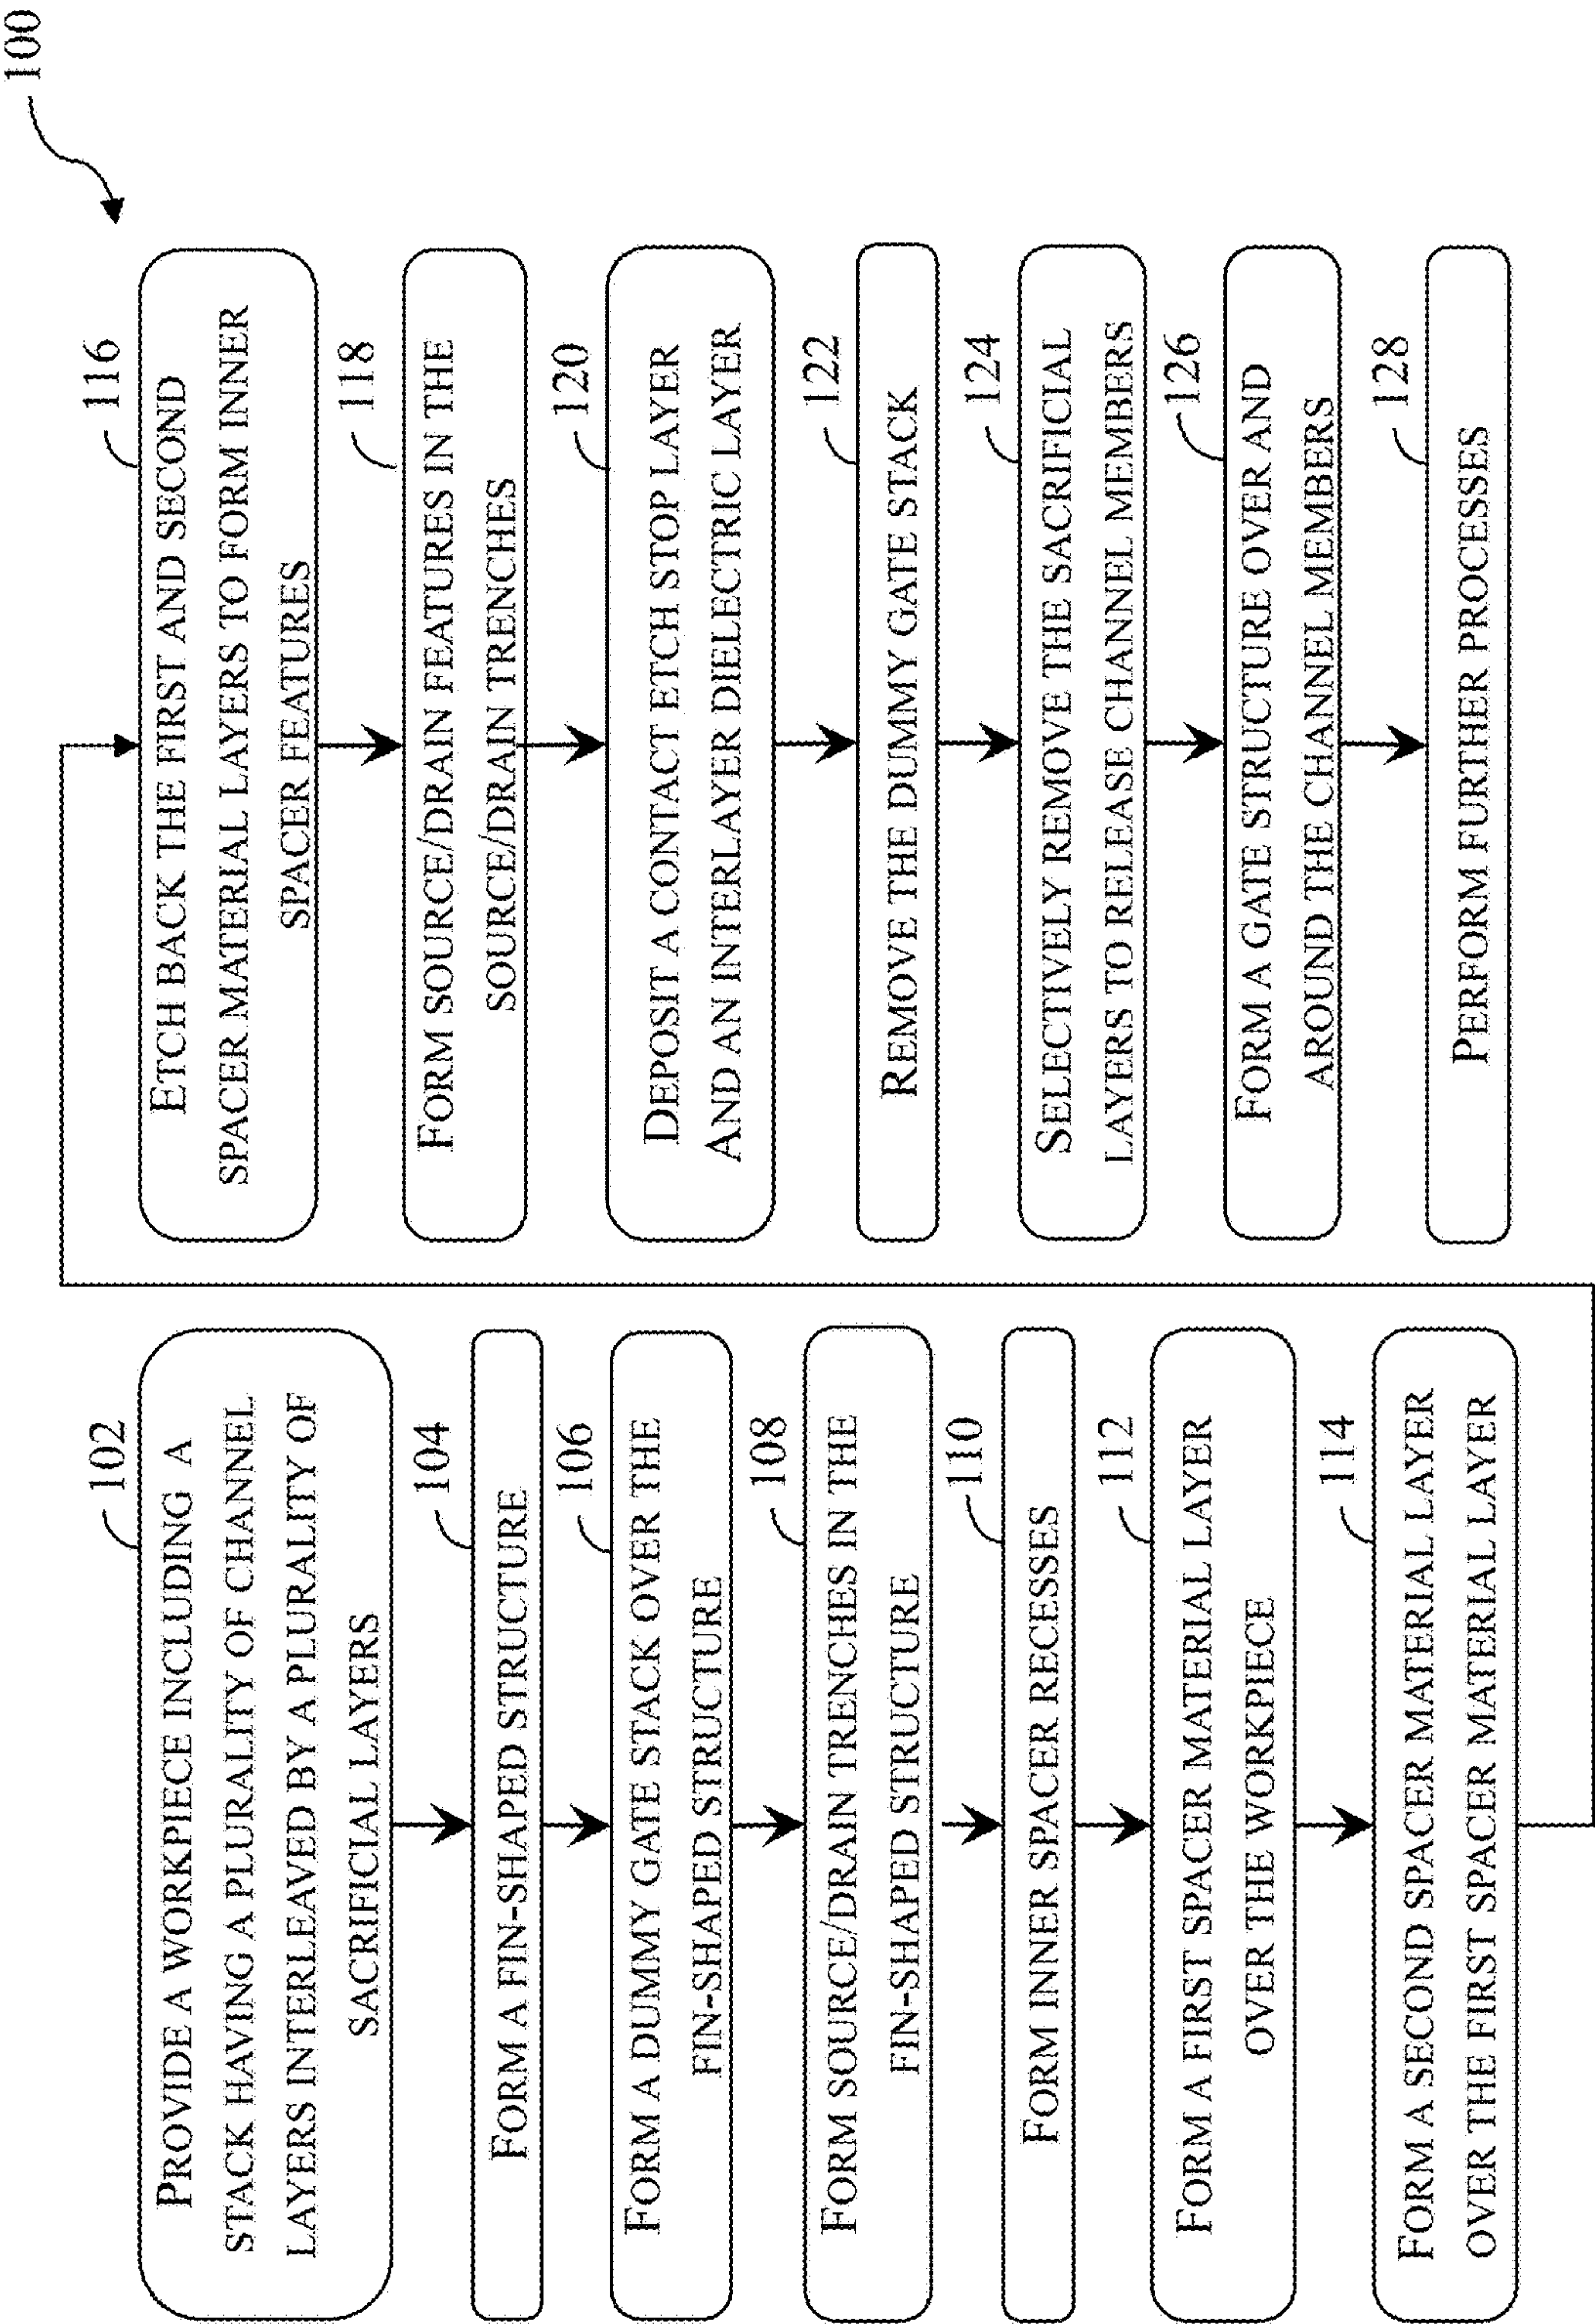 100
102
PROVIDE A WORKPIECE INCLUDING A
STACK HAVING A PLURALITY OF CHANNEL
LAYERS INTERLEAVED BY A PLURALITY OF
SACRIFICIAL LAYERS
104
FORM A FIN-SHAPED STRUCTURE
106
FORM A DUMMY GATE STACK OVER THE
FIN-SHAPED STRUCTURE
108
FORM SOURCE/DRAIN TRENCHES IN THE
FIN-SHAPED STRUCTURE
110
FORM INNER SPACER RECESSES
112
FORM A FIRST SPACER MATERIAL LAYER
OVER THE WORKPIECE
114
FORM A SECOND SPACER MATERIAL LAYER
OVER THE FIRST SPACER MATERIAL LAYER
116
ETCH BACK THE FIRST AND SECOND
SPACER MATERIAL LAYERS TO FORM INNER
SPACER FEATURES
118
FORM SOURCE/DRAIN FEATURES IN THE
SOURCE/DRAIN TRENCHES
120
DEPOSIT A CONTACT ETCH STOP LAYER
AND AN INTERLAYER DIELECTRIC LAYER
122
REMOVE THE DUMMY GATE STACK
124
SELECTIVELY REMOVE THE SACRIFICIAL
LAYERS TO RELEASE CHANNEL MEMBERS
126
FORM A GATE STRUCTURE OVER AND
AROUND THE CHANNEL MEMBERS
128
PERFORM FURTHER PROCESSES